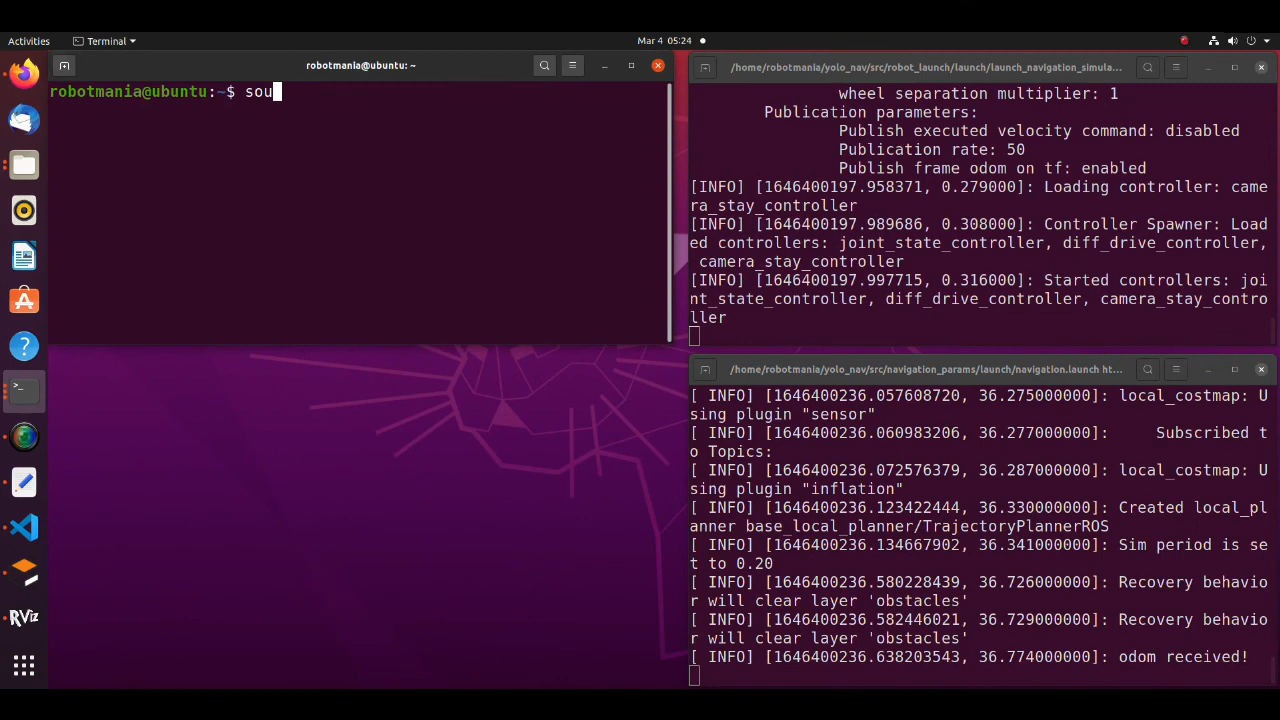 Activities
Terminal
Mar 4 05:24
robotmania@ubuntu: ~
robotmania@ubuntu:~$ sou
/home/robotmania/yolo_nav/src/robot_launch/launch/launch_navigation_simula...
wheel separation multiplier: 1
Publication parameters:
Publish executed velocity command: disabled
Publication rate: 50
Publish frame odom on tf: enabled
[INFO] [1646400197.958371, 0.279000]: Loading controller: came
ra_stay_controller
[INFO] [1646400197.989686, 0.308000]: Controller Spawner: Load
ed controllers: joint_state_controller, diff_drive_controller,
camera_stay_controller
[INFO] [1646400197.997715, 0.316000]: Started controllers: joi
nt_state_controller, diff_drive_controller, camera_stay_contro
ller
/home/robotmania/yolo_nav/src/navigation_params/launch/navigation.launch ht...
[ INFO] [1646400236.057608720, 36.275000000]: local_costmap: U
sing plugin "sensor"
[ INFO] [1646400236.060983206, 36.277000000]: Subscribed t
o Topics:
[ INFO] [1646400236.072576379, 36.287000000]: local_costmap: U
sing plugin "inflation"
[ INFO] [1646400236.123422444, 36.330000000]: Created local_pl
anner base_local_planner/TrajectoryPlannerROS
[ INFO] [1646400236.134667902, 36.341000000]: Sim period is se
t to 0.20
[ INFO] [1646400236.580228439, 36.726000000]: Recovery behavio
r will clear layer 'obstacles'
[ INFO] [1646400236.582446021, 36.729000000]: Recovery behavio
r will clear layer 'obstacles'
[ INFO] [1646400236.638203543, 36.774000000]: odom received!
RViz